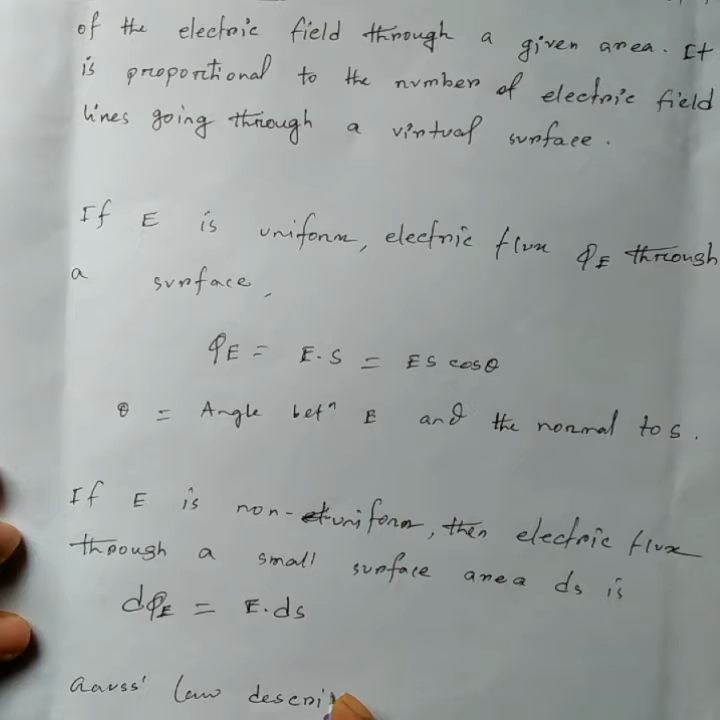 of the electric field through a given area. It
is proportional to the number of electric field
lines going through a virtual surface.
If E is uniform, electric flux φE through
a surface,
φE = E.S = ES cosθ
θ = Angle betⁿ E and the normal to S.
If E is non-uniform, then electric flux
through a small surface area ds is
dφE = E.ds
Gauss' law descri